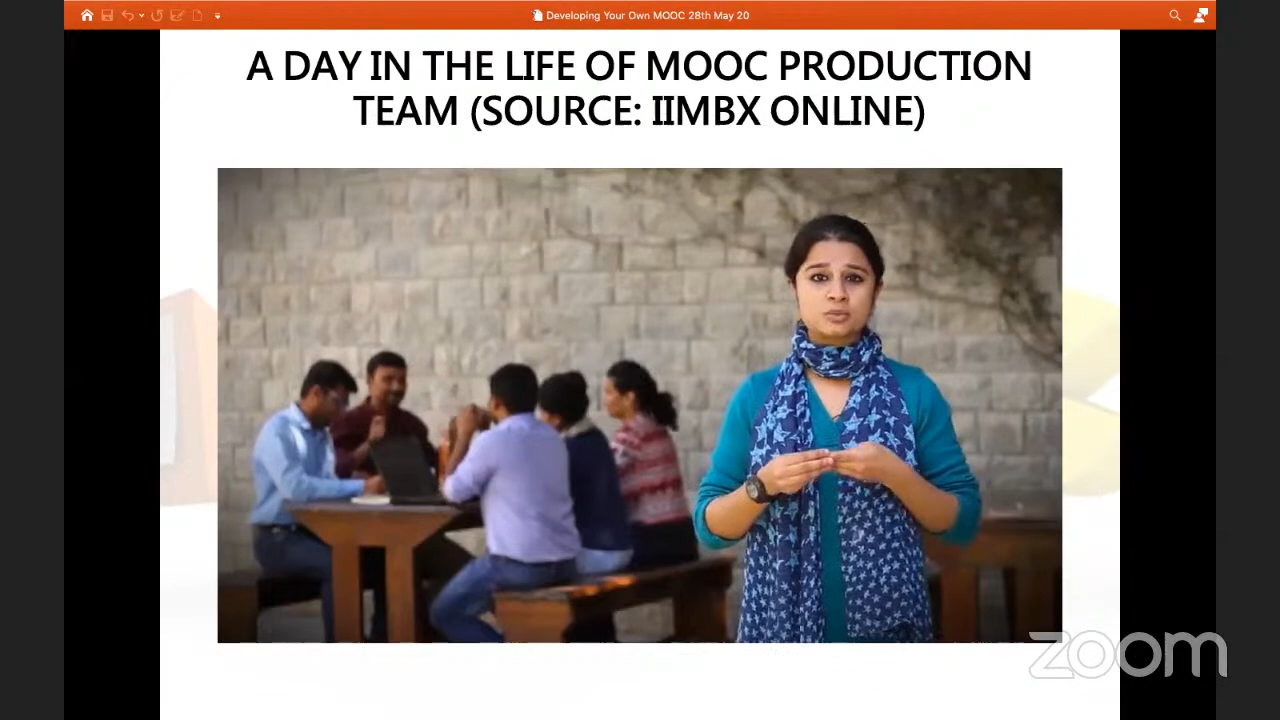 Developing Your Own MOOC 28th May 20
A DAY IN THE LIFE OF MOOC PRODUCTION
TEAM (SOURCE: IIMBX ONLINE)
zoom